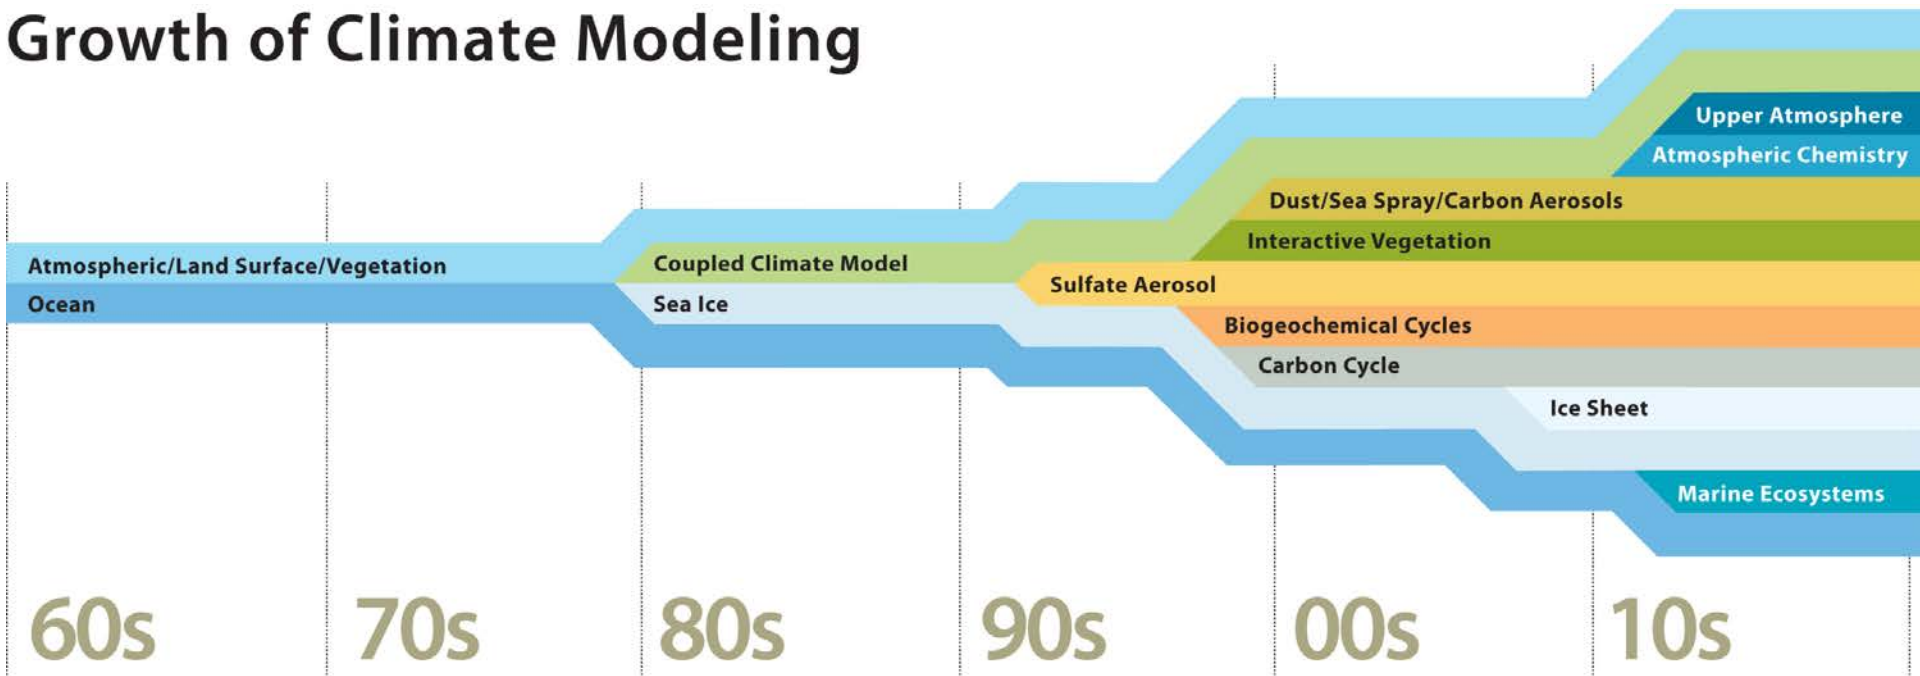 Growth of Climate Modeling
Upper Atmosphere
Atmospheric Chemistry
Dust/Sea Spray/Carbon Aerosols
Interactive Vegetation
Atmospheric/Land Surface/Vegetation
Coupled Climate Model
Sulfate Aerosol
Ocean
Sea Ice
Biogeochemical Cycles
Carbon Cycle
Ice Sheet
Marine Ecosystems
60s
70s
80s
90s
00s
10s